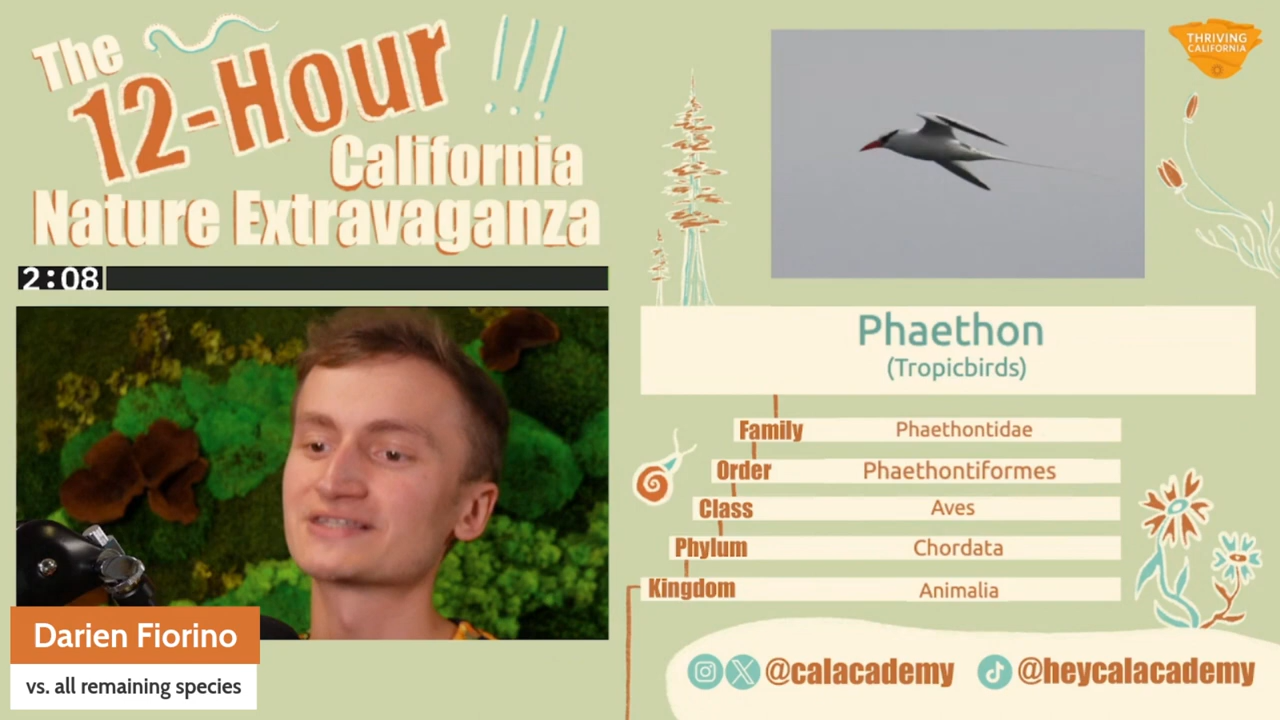 The
12-Hour!!!
California
Nature Extravaganza
2:08
Darien Fiorino
vs. all remaining species
THRIVING
CALIFORNIA
Phaethon
(Tropicbirds)
Family Phaethontidae
Order Phaethontiformes
Class Aves
Phylum Chordata
Kingdom Animalia
@calacademy @heycalacademy